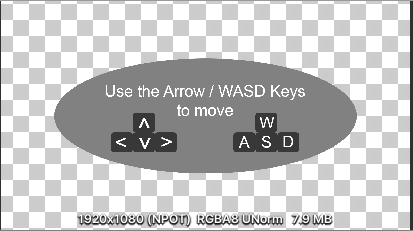 Use the Arrow / WASD Keys
to move
^ W
< v > A S D
1920x1080 (NPOT) RGBA8 UNorm 7.9 MB